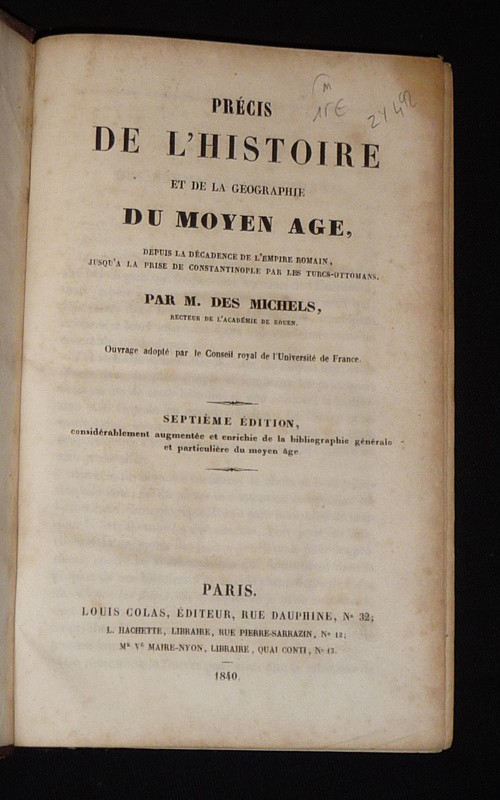 PRÉCIS
DE L'HISTOIRE
ET DE LA GEOGRAPHIE
DU MOYEN AGE,
DEPUIS LA DÉCADENCE DE L'EMPIRE ROMAIN,
JUSQU'A LA PRISE DE CONSTANTINOPLE PAR LES TURCS-OTTOMANS.
PAR M. DES MICHELS,
RECTEUR DE L'ACADÉMIE DE ROUEN.
Ouvrage adopté par le Conseil royal de l'Université de France.
SEPTIÈME ÉDITION,
considérablement augmentée et enrichie de la bibliographie générale
et particulière du moyen âge
PARIS.
LOUIS COLAS, ÉDITEUR, RUE DAUPHINE, No 32;
L. HACHETTE, LIBRAIRE, RUE PIERRE-SARRAZIN, No 12;
Me Ve MAIRE-NYON, LIBRAIRE, QUAI CONTI, No 13.
1840.